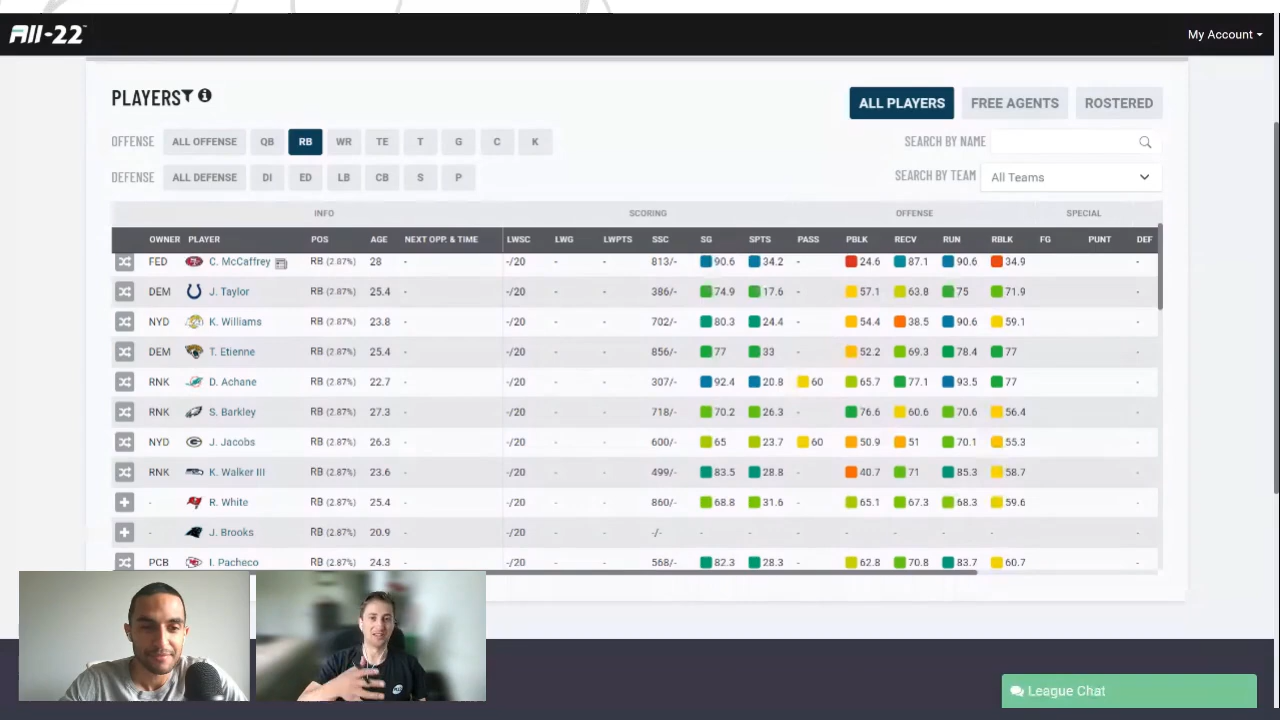 All-22
My Account
PLAYERS
ALL PLAYERS FREE AGENTS ROSTERED
OFFENSE ALL OFFENSE QB RB WR TE T G C K SEARCH BY NAME
DEFENSE ALL DEFENSE DI ED LB CB S P SEARCH BY TEAM All Teams
INFO SCORING OFFENSE SPECIAL
OWNER PLAYER POS AGE NEXT OPP. & TIME LWSC LWG LWPTS SSC SG SPTS PASS PBLK RECV RUN RBLK FG PUNT DEF
FED C. McCaffrey RB (2.87%) 28 - -/20 - - 813/- 90.6 34.2 - 24.6 87.1 90.6 34.9 -
DEM J. Taylor RB (2.87%) 25.4 - -/20 - - 386/- 74.9 17.6 - 57.1 63.8 75 71.9 -
NYD K. Williams RB (2.87%) 23.8 - -/20 - - 702/- 80.3 24.4 - 54.4 38.5 90.6 59.1 -
DEM T. Etienne RB (2.87%) 25.4 - -/20 - - 856/- 77 33 - 52.2 69.3 78.4 77 -
RNK D. Achane RB (2.87%) 22.7 - -/20 - - 307/- 92.4 20.8 60 65.7 77.1 93.5 77 -
RNK S. Barkley RB (2.87%) 27.3 - -/20 - - 718/- 70.2 26.3 - 76.6 60.6 70.6 56.4 -
NYD J. Jacobs RB (2.87%) 26.3 - -/20 - - 600/- 65 23.7 60 50.9 51 70.1 55.3 -
RNK K. Walker III RB (2.87%) 23.6 - -/20 - - 499/- 83.5 28.8 - 40.7 71 85.3 58.7 -
- R. White RB (2.87%) 25.4 - -/20 - - 860/- 68.8 31.6 - 65.1 67.3 68.3 59.6 -
- J. Brooks RB (2.87%) 20.9 - -/20 - - -/- - - - - - - - -
PCB I. Pacheco RB (2.87%) 24.3 - -/20 - - 568/- 82.3 28.3 - 62.8 70.8 83.7 60.7 -
League Chat